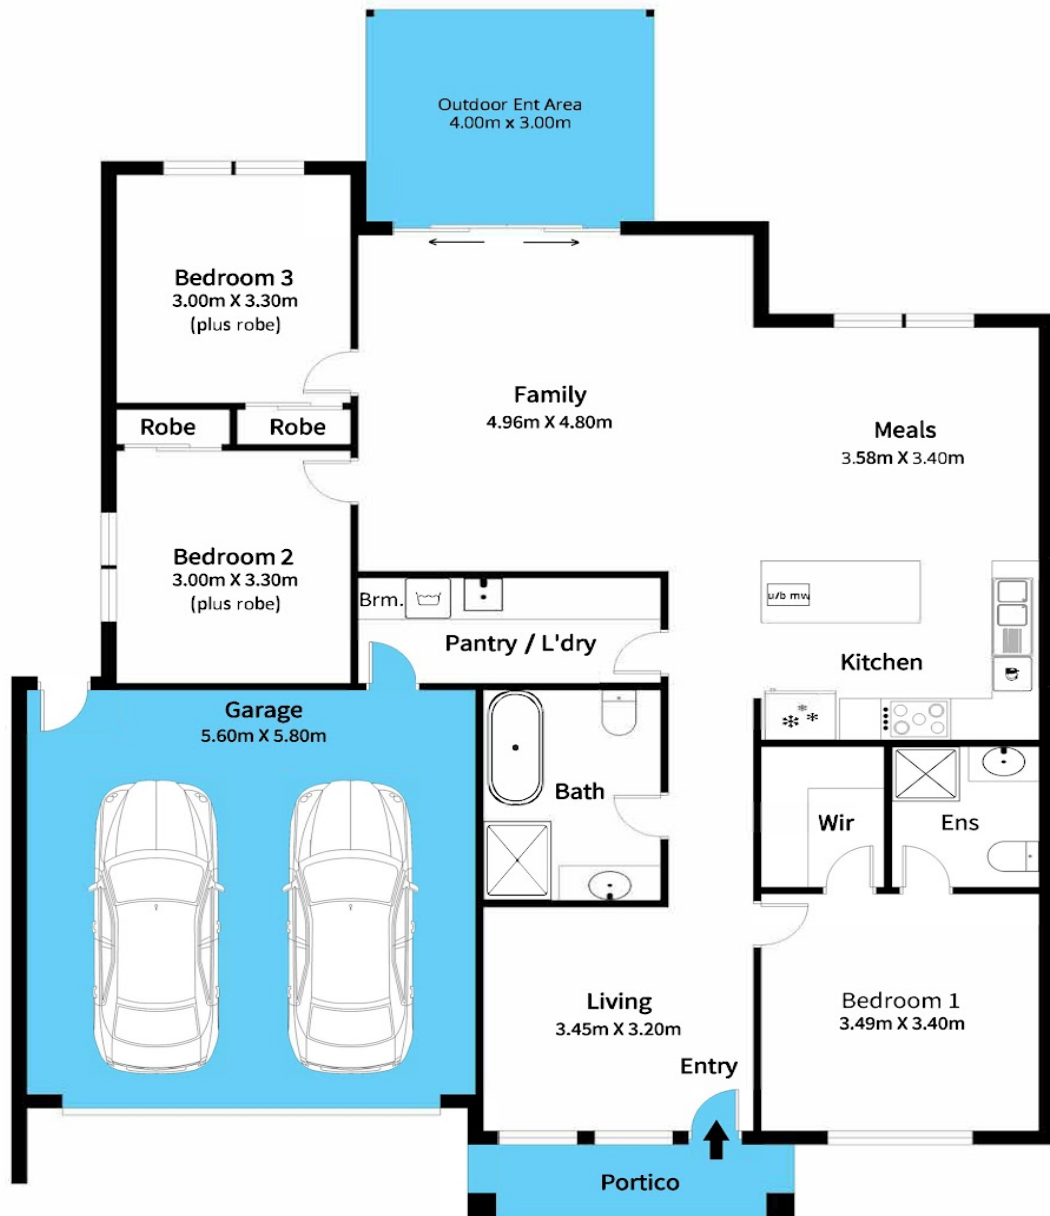 Outdoor Ent Area
4.00m x 3.00m
Bedroom 3
3.00m X 3.30m
(plus robe)
Family
4.96m X 4.80m
Robe
Robe
Meals
3.58m X 3.40m
Bedroom 2
3.00m X 3.30m
(plus robe)
Brm.
u/b mw
Pantry / L'dry
Kitchen
Garage
5.60m X 5.80m
Bath
Wir
Ens
Living
3.45m X 3.20m
Bedroom 1
3.49m X 3.40m
Entry
Portico